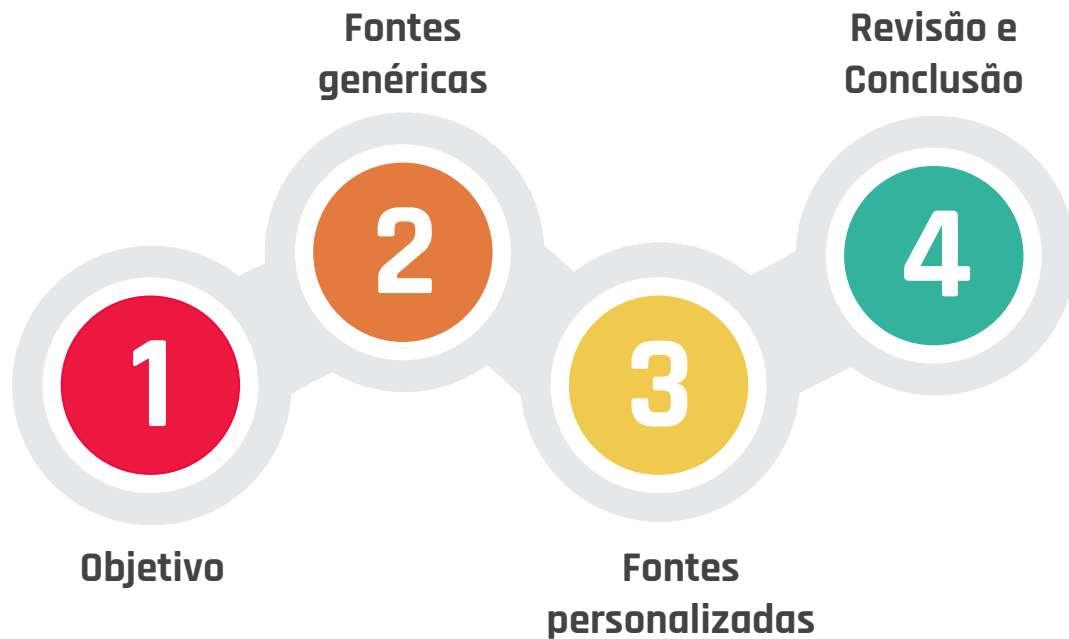 1
Objetivo
Fontes
genéricas
2
3
Fontes
personalizadas
Revisão e
Conclusão
4